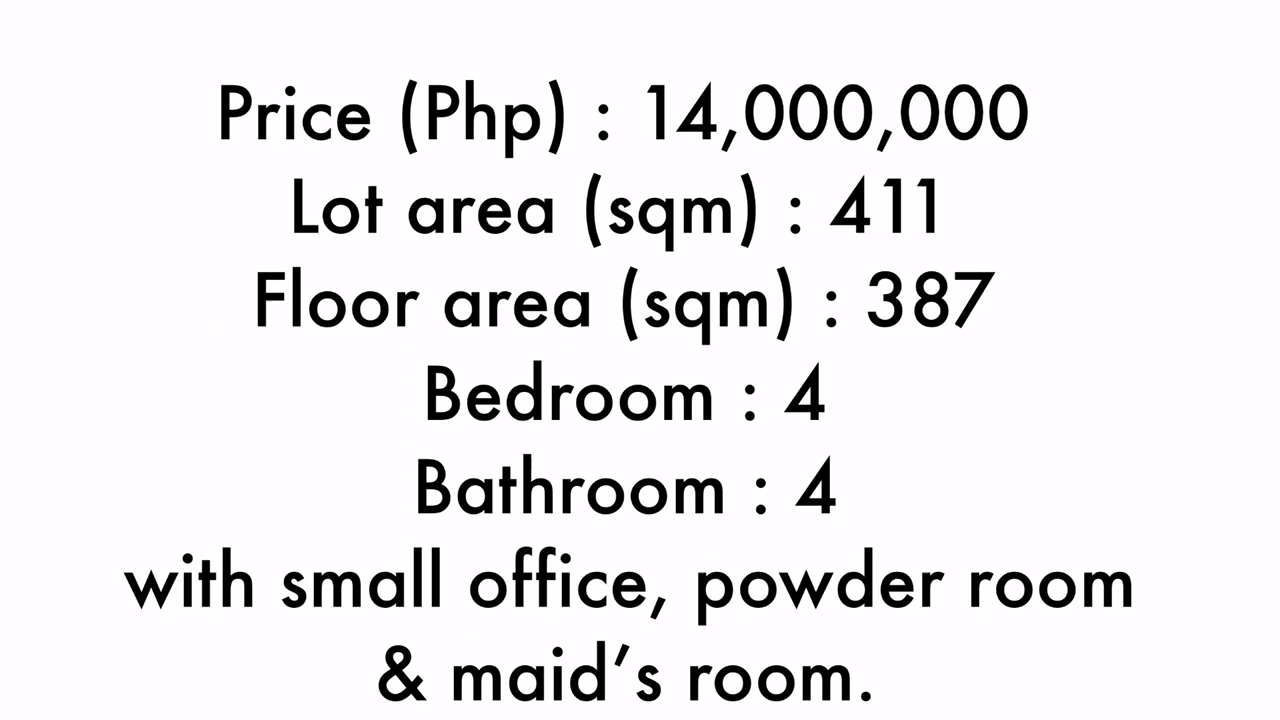 Price (Php) : 14,000,000
Lot area (sqm) : 411
Floor area (sqm) : 387
Bedroom : 4
Bathroom : 4
with small office, powder room
& maid’s room.